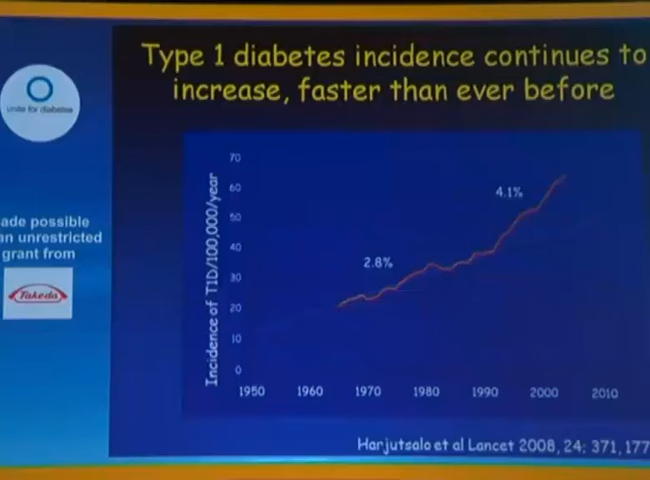 Type 1 diabetes incidence continues to
increase, faster than ever before
unite for diabetes
ade possible
an unrestricted
grant from
Takeda
Incidence of T1D/100,000/year
70
60
50
40
30
20
10
0
4.1%
2.8%
1950 1960 1970 1980 1990 2000 2010
Harjutsalo et al Lancet 2008, 24; 371, 177